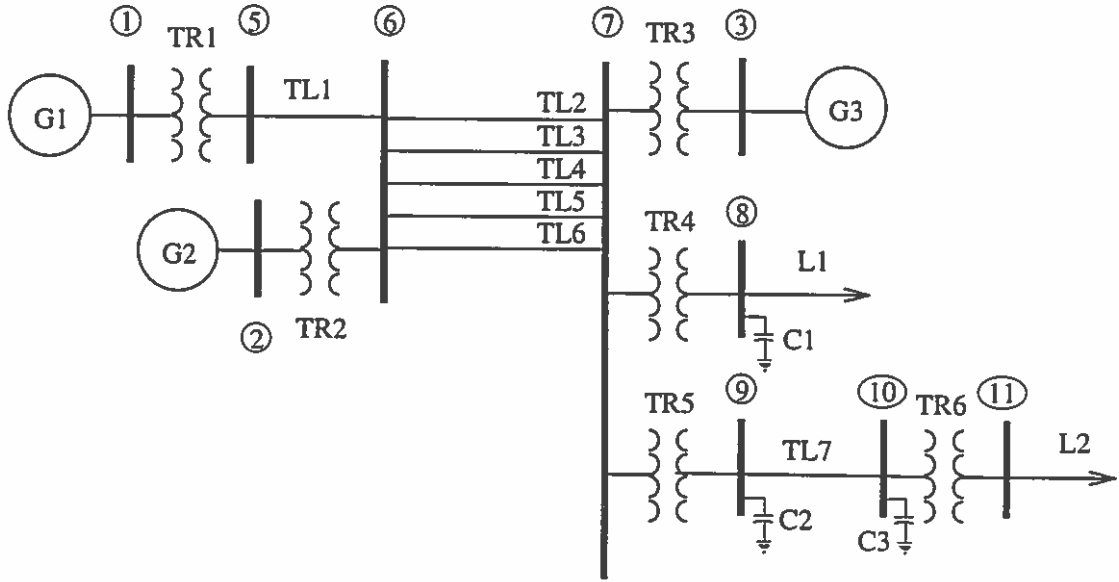 ①
TR1
⑤
⑥
⑦
TR3
③
G1
TL1
TL2
G3
TL3
TL4
TL5
TL6
G2
②
TR2
TR4
⑧
L1
C1
TR5
⑨
⑩
TR6
⑪
TL7
L2
C2
C3